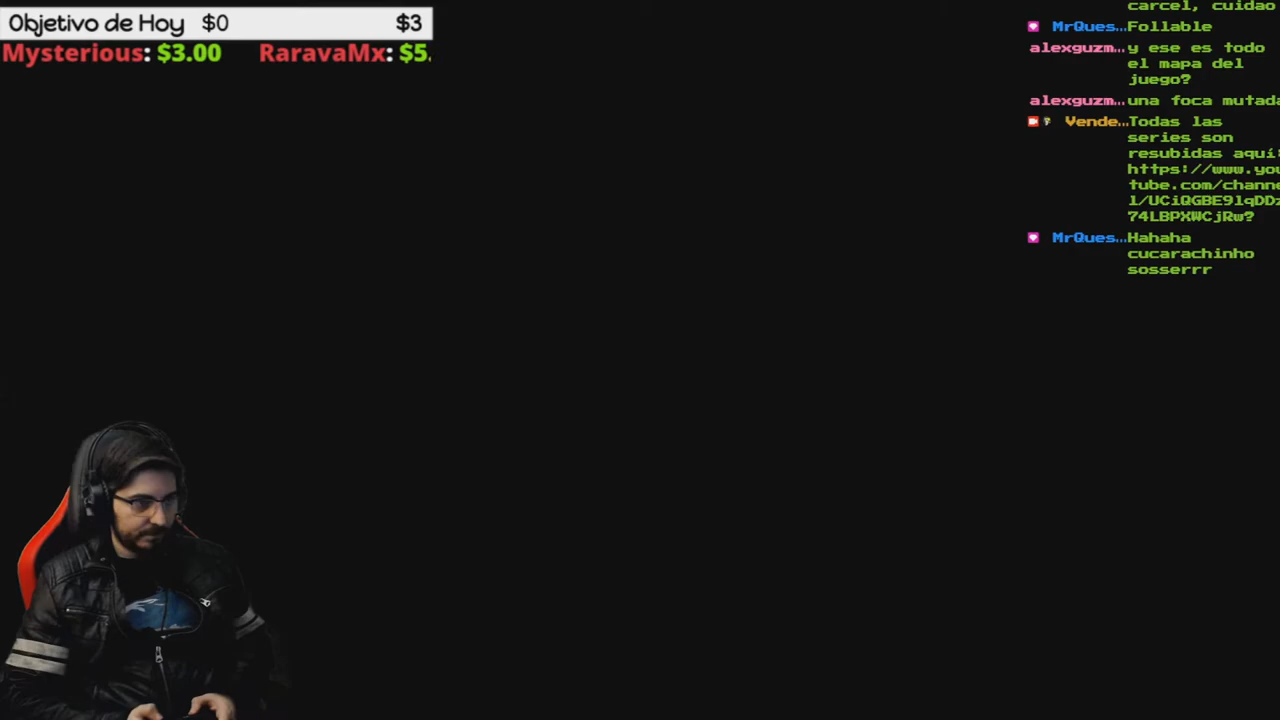 Objetivo de Hoy $0 $3
Mysterious: $3.00 RaravaMx: $5.
carcel, cuidao
MrQues… Follable
alexguzm… y ese es todo
el mapa del
juego?
alexguzm… una foca mutada
Vende… Todas las
series son
resubidas aquí:
https://www.you
tube.com/channe
l/UCiQGBE9lqDDz
74LBPXWCjRw?
MrQues… Hahaha
cucarachinho
sosserrr